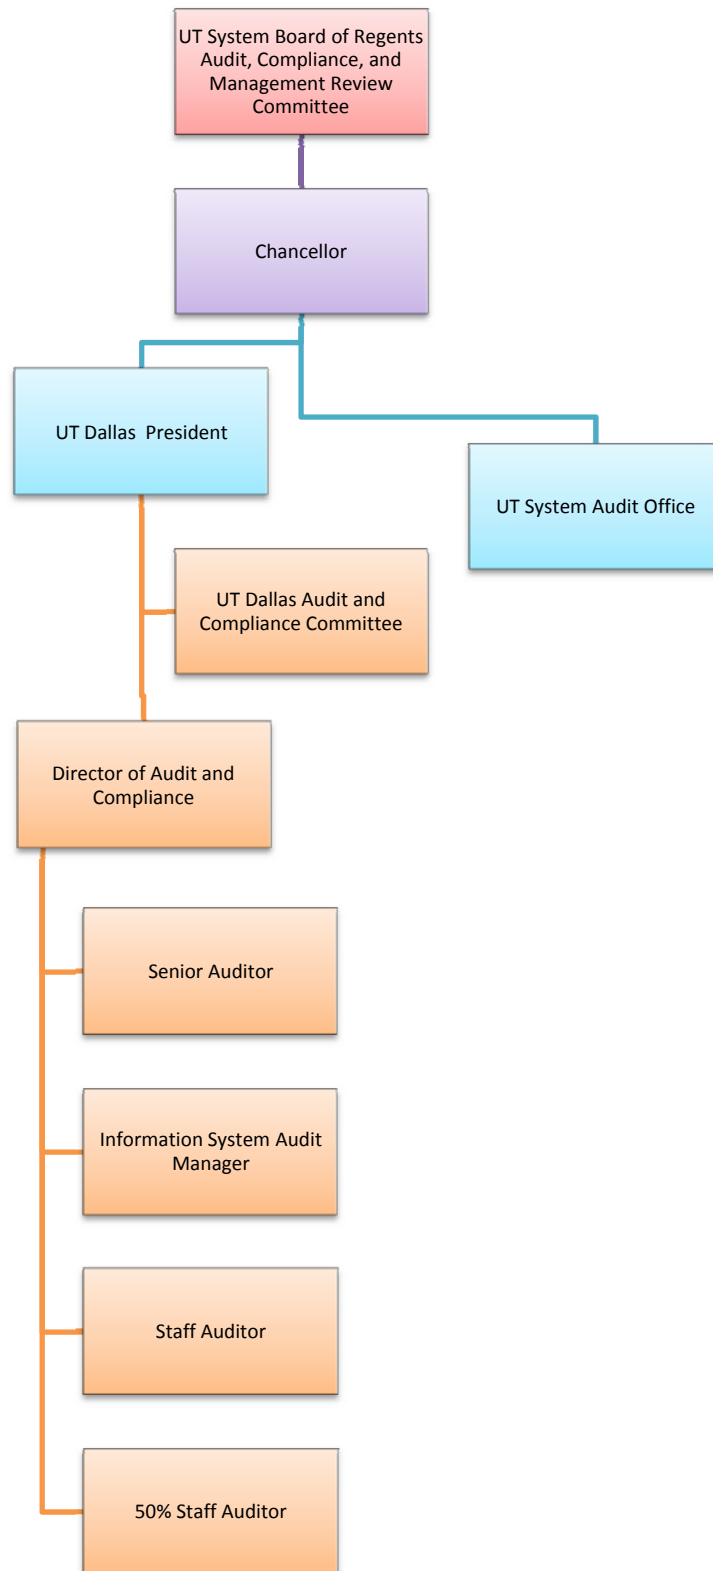 UT System Board of Regents
Audit, Compliance, and
Management Review
Committee
Chancellor
UT Dallas  President
UT System Audit Office
UT Dallas Audit and
Compliance Committee
Director of Audit and
Compliance
Senior Auditor
Information System Audit
Manager
Staff Auditor
50% Staff Auditor